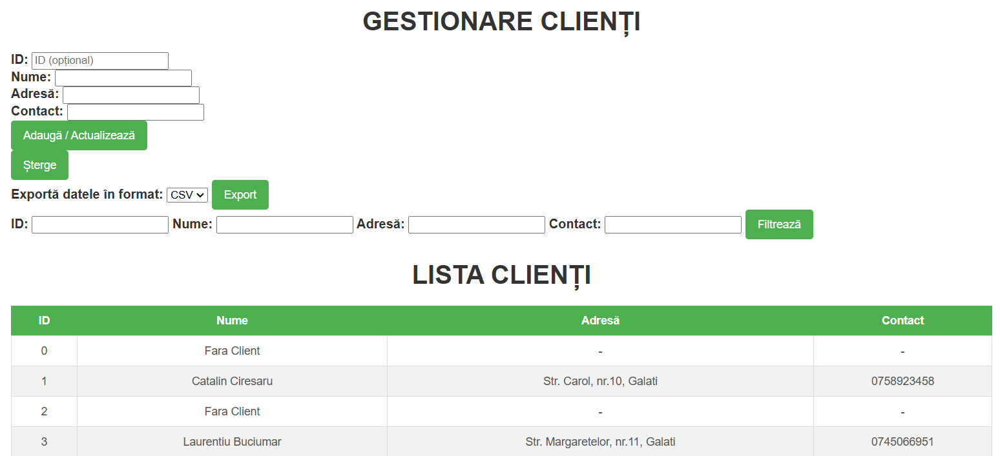 GESTIONARE CLIENȚI
ID: ID (opțional)
Nume:
Adresă:
Contact:
Adaugă / Actualizează
Șterge
Exportă datele în format: CSV Export
ID: Nume: Adresă: Contact: Filtrează
LISTA CLIENȚI
ID Nume Adresă Contact
0 Fara Client - -
1 Catalin Ciresaru Str. Carol, nr.10, Galati 0758923458
2 Fara Client - -
3 Laurentiu Buciumar Str. Margaretelor, nr.11, Galati 0745066951